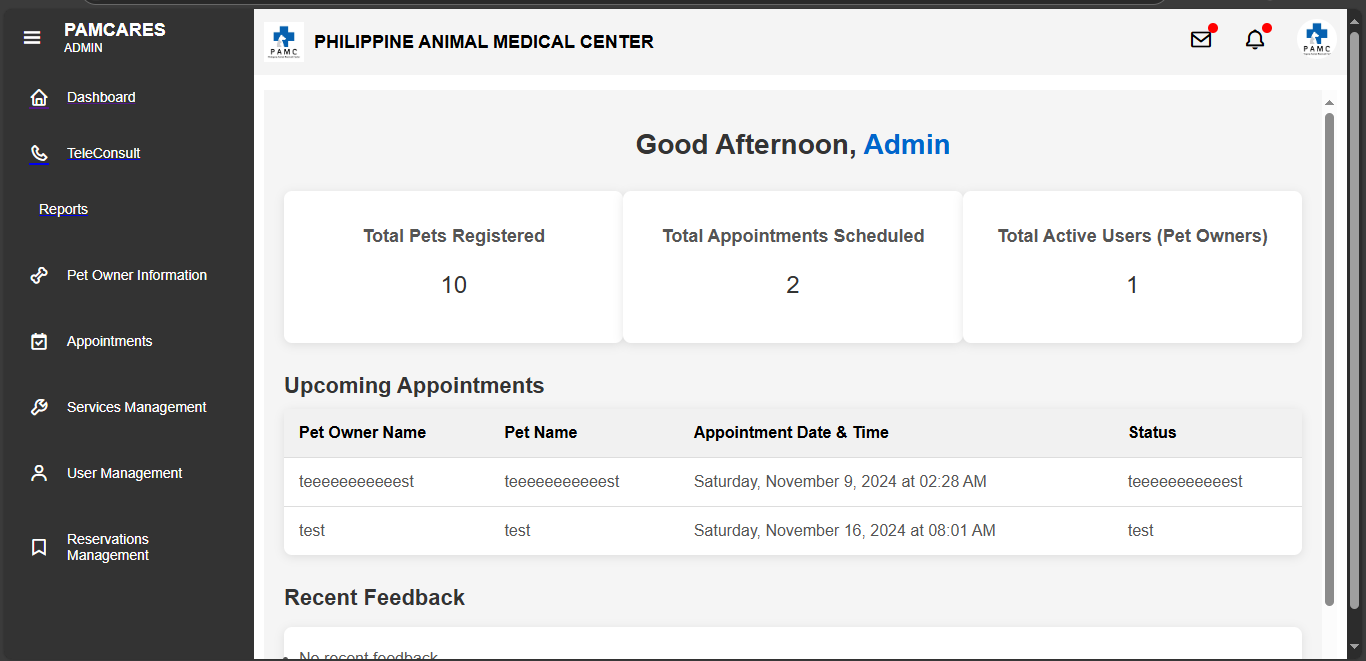 PAMCARES
ADMIN
Dashboard
TeleConsult
Reports
Pet Owner Information
Appointments
Services Management
User Management
Reservations
Management
PAMC
PHILIPPINE ANIMAL MEDICAL CENTER
PAMC
Good Afternoon, Admin
Total Pets Registered
10
Total Appointments Scheduled
2
Total Active Users (Pet Owners)
1
Upcoming Appointments
Pet Owner Name Pet Name Appointment Date & Time Status
teeeeeeeeeeest teeeeeeeeeeest Saturday, November 9, 2024 at 02:28 AM teeeeeeeeeeest
test test Saturday, November 16, 2024 at 08:01 AM test
Recent Feedback
No recent feedback